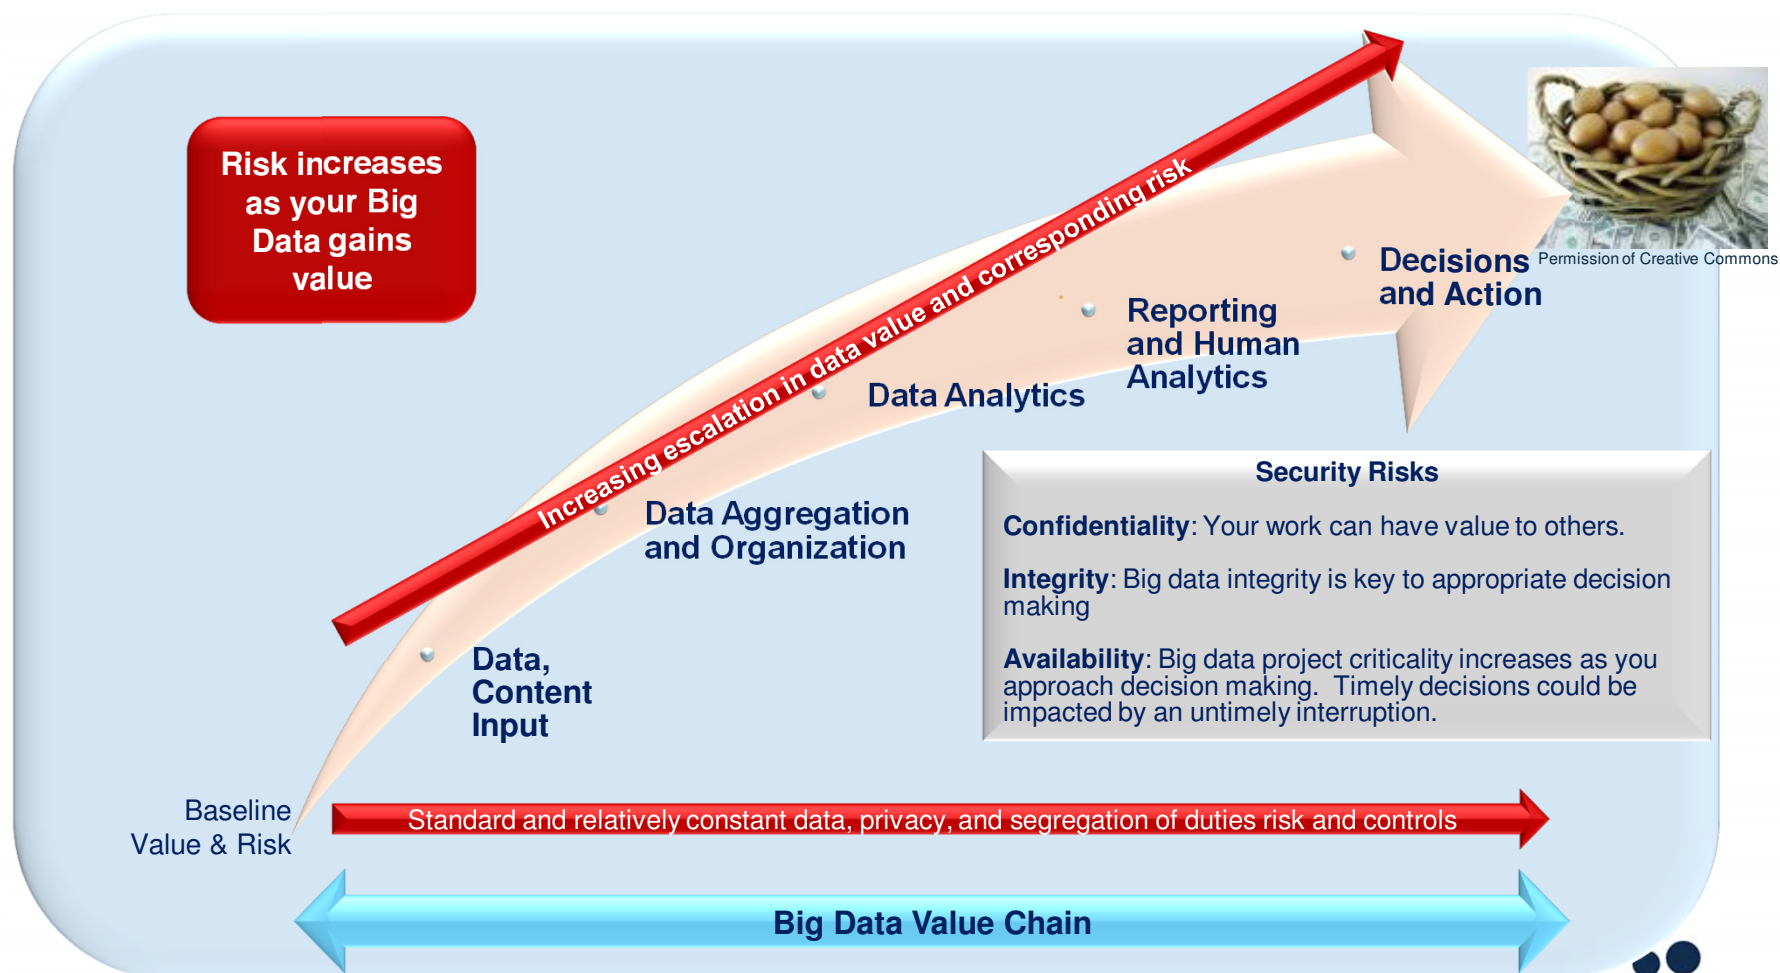 Risk increases
as your Big
Data gains
value
Increasing escalation in data value and corresponding risk
Permission of Creative Commons
Decisions
and Action
Reporting
and Human
Analytics
Data Analytics
Data Aggregation
and Organization
Data,
Content
Input
Security Risks
Confidentiality: Your work can have value to others.
Integrity: Big data integrity is key to appropriate decision
making
Availability: Big data project criticality increases as you
approach decision making.  Timely decisions could be
impacted by an untimely interruption.
Baseline
Value & Risk
Standard and relatively constant data, privacy, and segregation of duties risk and controls
Big Data Value Chain